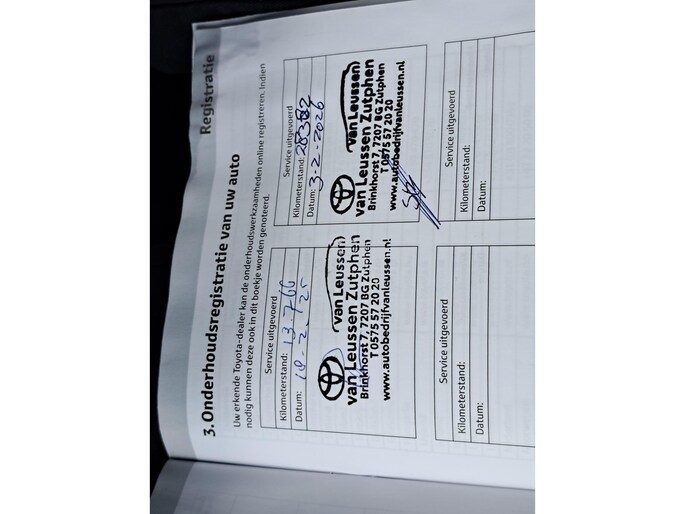 Registratie
3. Onderhoudsregistratie van uw auto
Uw erkende Toyota-dealer kan de onderhoudswerkzaamheden online registreren. Indien
nodig kunnen deze ook in dit boekje worden genoteerd.
Service uitgevoerd
Kilometerstand: 13.766
Datum: 19-2-25
van Leussen
van Leussen Zutphen
Brinkhorst 7, 7207 BG Zutphen
T 0575 57 20 20
www.autobedrijfvanleussen.nl
Service uitgevoerd
Kilometerstand: 28382
Datum: 3-2-2026
van Leussen
van Leussen Zutphen
Brinkhorst 7, 7207 BG Zutphen
T 0575 57 20 20
www.autobedrijfvanleussen.nl
Service uitgevoerd
Kilometerstand:
Datum:
Service uitgevoerd
Kilometerstand:
Datum: